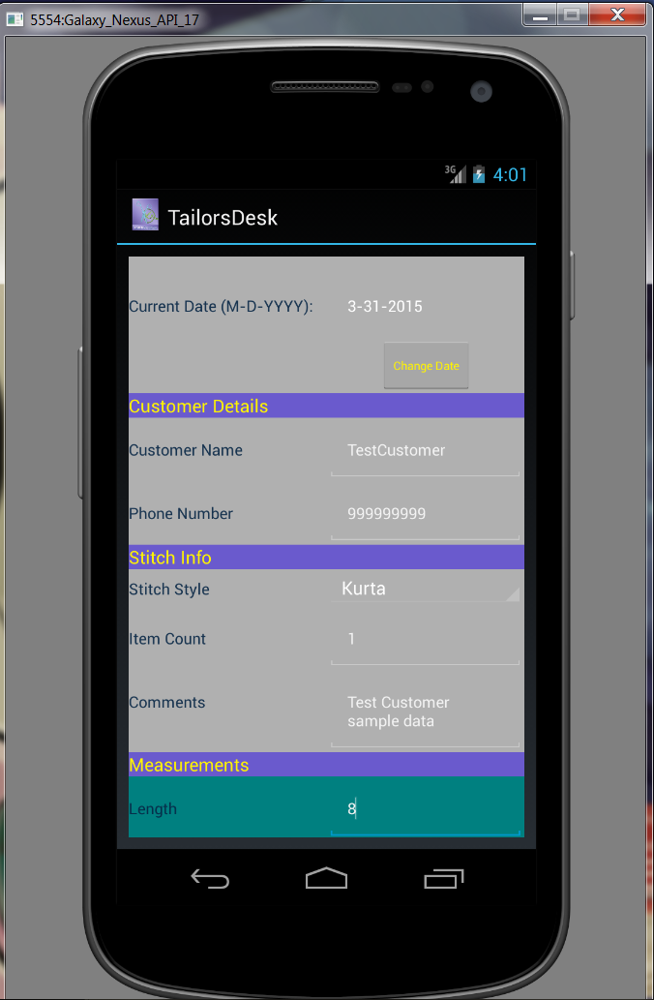 5554:Galaxy_Nexus_API_17
3G 4:01
TailorsDesk
Current Date (M-D-YYYY): 3-31-2015
Change Date
Customer Details
Customer Name TestCustomer
Phone Number 999999999
Stitch Info
Stitch Style Kurta
Item Count 1
Comments Test Customer
sample data
Measurements
Length 8